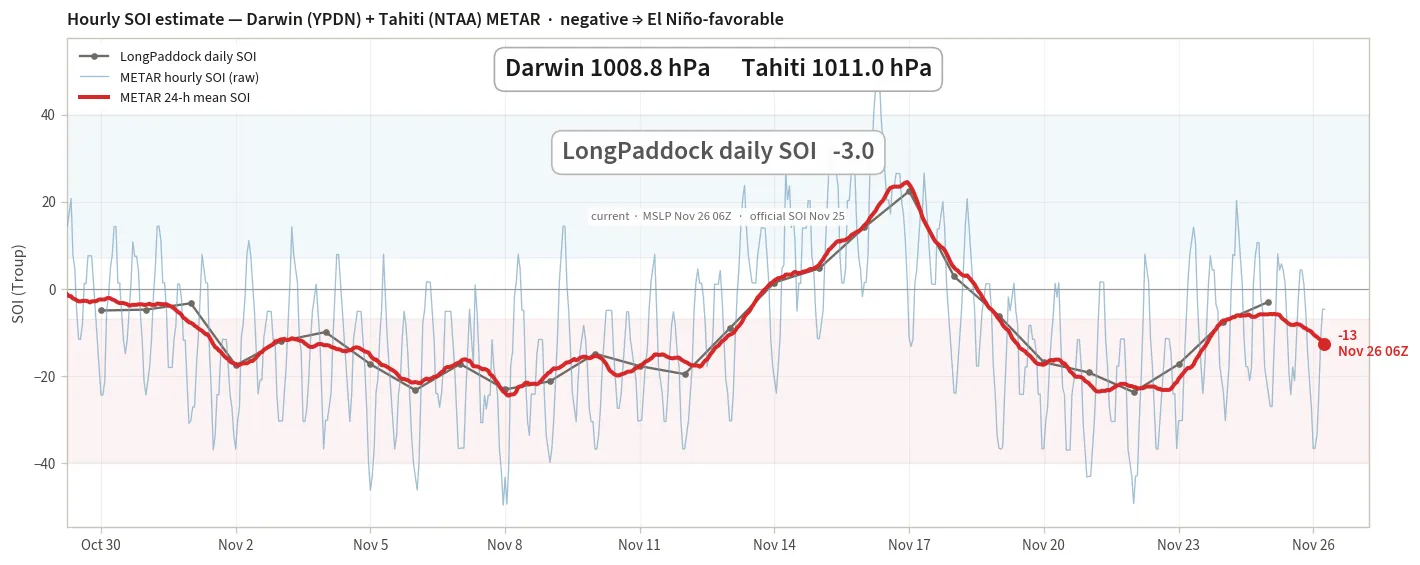 Hourly SOI estimate — Darwin (YPDN) + Tahiti (NTAA) METAR · negative ⇒ El Niño-favorable
LongPaddock daily SOI
METAR hourly SOI (raw)
METAR 24-h mean SOI
Darwin 1008.8 hPa Tahiti 1011.0 hPa
LongPaddock daily SOI -3.0
current · MSLP Nov 26 06Z · official SOI Nov 25
SOI (Troup)
40
20
0
−20
−40
-13
Nov 26 06Z
Oct 30
Nov 2
Nov 5
Nov 8
Nov 11
Nov 14
Nov 17
Nov 20
Nov 23
Nov 26